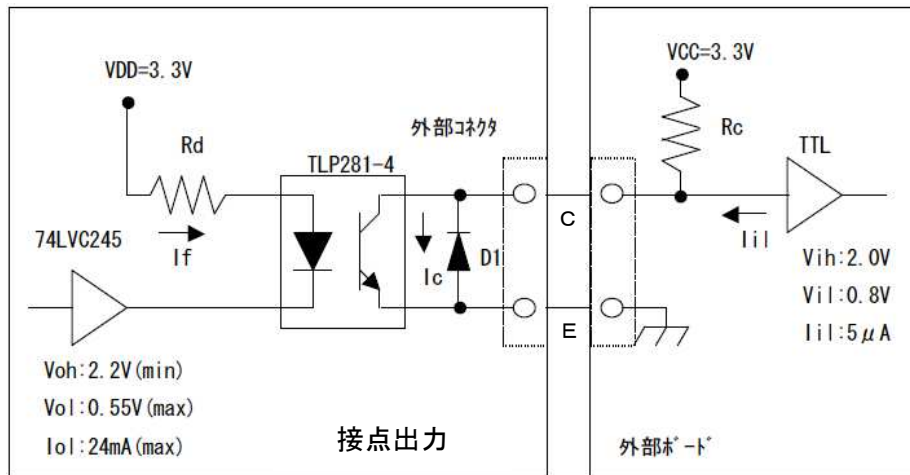 VDD=3.3V
Rd
If
74LVC245
Voh:2.2V(min)
Vol:0.55V(max)
Iol:24mA(max)
TLP281-4
Ic
D1
外部コネクタ
接点出力
C
E
VCC=3.3V
Rc
TTL
Iil
Vih:2.0V
Vil:0.8V
Iil:5μA
外部ボード